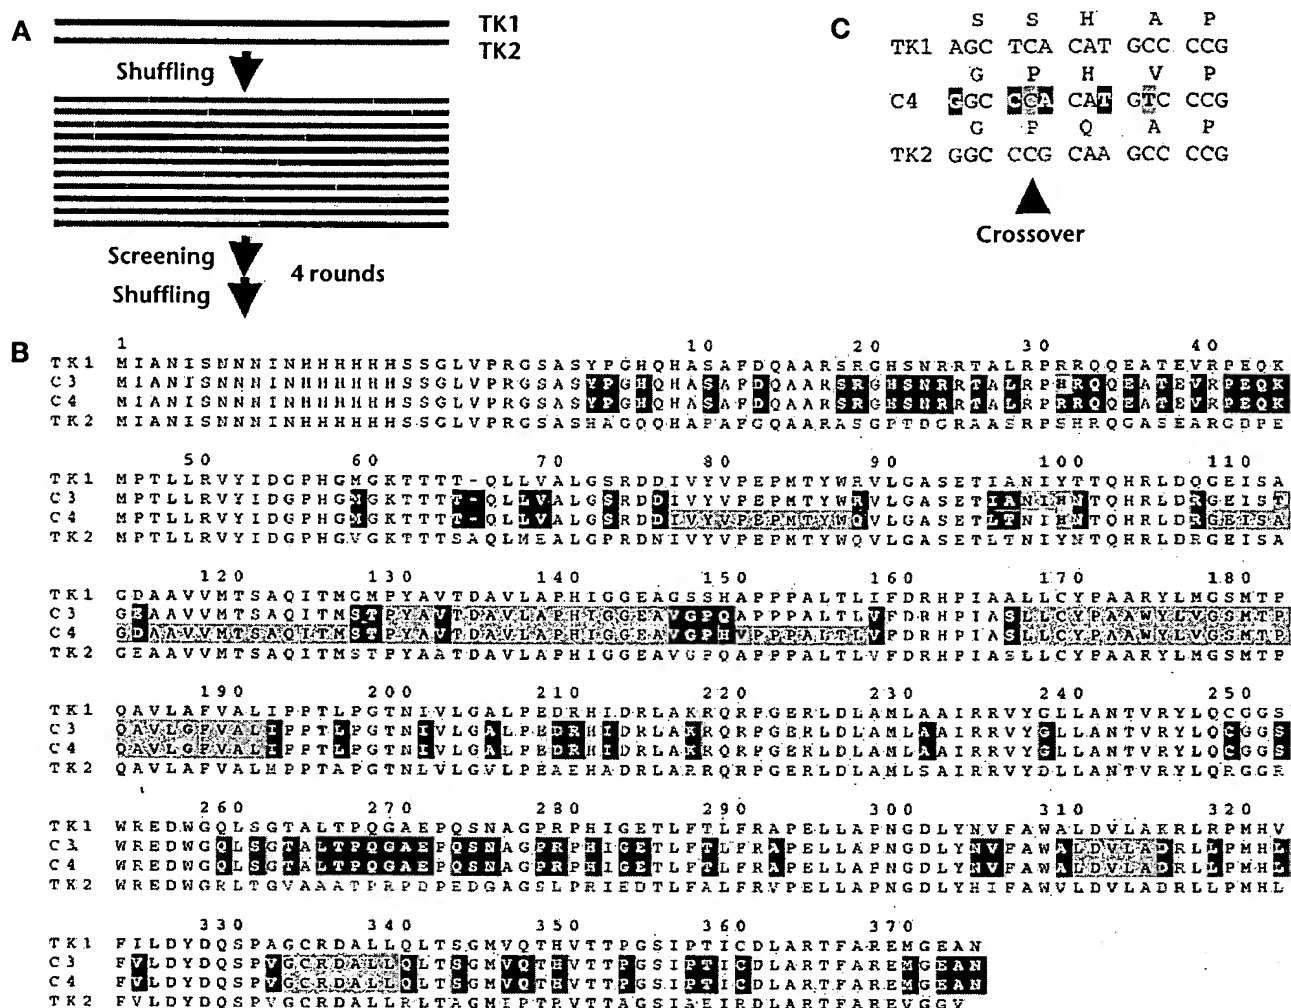 A
TK1
TK2
Shuffling
Screening
4 rounds
Shuffling
C
S S H A P
TK1 AGC TCA CAT GCC CCG
G P H V P
C4 GGC CCA CAT GTC CCG
G P Q A P
TK2 GGC CCG CAA GCC CCG
Crossover
B
1 10 20 30 40
TK1 MIANISNNNINHHHHHHSSGLVPRGSASYPGHQHASAFDQAARSRGHSNRRTALRPRRQQEATEVRPEQK
C3 MIANISNNNINHHHHHHSSGLVPRGSASYPGHQHASAPDQAARSRGHSNRRTALRPHRQQEATEVRPEQK
C4 MIANISNNNINHHHHHHSSGLVPRGSASYPGHQHASAFDQAARSRGHSNRRTALRPRRQQEATEVRPEQK
TK2 MIANISNNNINHHHHHHSSGLVPRGSASHAGQQHAPAFGQAARASGPTDGRAASRPSHRQGASEARGDPE
50 60 70 80 90 100 110
TK1 MPTLLRVYIDGPHGMGKTTTT-QLLVALGSRDDIVYVPEPMTYWRVLGASETIANIYTTQHRLDQGEISA
C3 MPTLLRVYIDGPHGMGKTTTT-QLLVALGSRDDIVYVPEPMTYWRVLGASETIANIHNTQHRLDRGEIST
C4 MPTLLRVYIDGPHGMGKTTTT-QLLVALGSRDDIVYVPEPMTYWQVLGASETLTNIHNTQHRLDRGEISA
TK2 MPTLLRVYIDGPHGVGKTTTSAQLMEALGPRDNIVYVPEPMTYWQVLGASETLTNIYNTQHRLDRGEISA
120 130 140 150 160 170 180
TK1 GDAAVVMTSAQITMGMPYAVTDAVLAPHIGGEAGSSHAPPPALTLIFDRHPIAALLCYPAARYLMGSMTP
C3 GEAAVVMTSAQITMSTPYAVTDAVLAPHIGGEAVGPQAPPPALTLVFDRHPIASLLCYPAAWYLVGSMTP
C4 GDAAVVMTSAQITMSTPYAVTDAVLAPHIGGEAVGPHVPPPALTLVFDRHPIASLLCYPAAWYLVGSMTP
TK2 GEAAVVMTSAQITMSTPYAATDAVLAPHIGGEAVGPQAPPPALTLVFDRHPIASLLCYPAARYLMGSMTP
190 200 210 220 230 240 250
TK1 QAVLAFVALIPPTLPGTNIVLGALPEDRHIDRLAKRQRPGERLDLAMLAAIRRVYGLLANTVRYLQCGGS
C3 QAVLGFVALIPPTLPGTNIVLGALPEDRHIDRLAKRQRPGERLDLAMLAAIRRVYGLLANTVRYLQCGGS
C4 QAVLGFVALIPPTLPGTNIVLGALPEDRHIDRLAKRQRPGERLDLAMLAAIRRVYGLLANTVRYLQCGGS
TK2 QAVLAFVALMPPTAPGTNLVLGVLPEAEHADRLARRQRPGERLDLAMLSAIRRVYDLLANTVRYLQRGGR
260 270 280 290 300 310 320
TK1 WREDWGQLSGTALTPQGAEPQSNAGPRPHIGETLFTLFRAPELLAPNGDLYNVFAWALDVLAKRLRPMHV
C3 WREDWGQLSGTALTPQGAEPQSNAGPRPHIGETLFTLFRAPELLAPNGDLYNVFAWALDVLADRLLPMHL
C4 WREDWGQLSGTALTPQGAEPQSNAGPRPHIGETLFTLFRAPELLAPNGDLYNVFAWALDVLADRLLPMHL
TK2 WREDWGRLTGVAAATPRPDPEDGAGSLPRIEDTLFALFRVPELLAPNGDLYHIFAWVLDVLADRLLPMHL
330 340 350 360 370
TK1 FILDYDQSPAGCRDALLQLTSGMVQTHVTTPGSIPTICDLARTFAREMGEAN
C3 FVLDYDQSPVGCRDALLQLTSGMVQTHVTTPGSIPTICDLARTFAREMGEAN
C4 FVLDYDQSPVGCRDALLQLTSGMVQTHVTTPGSIPTICDLARTFAREMGEAN
TK2 FVLDYDQSPVGCRDALLRLTAGMIPTRVTTAGSIAEIRDLARTFAREVGGV